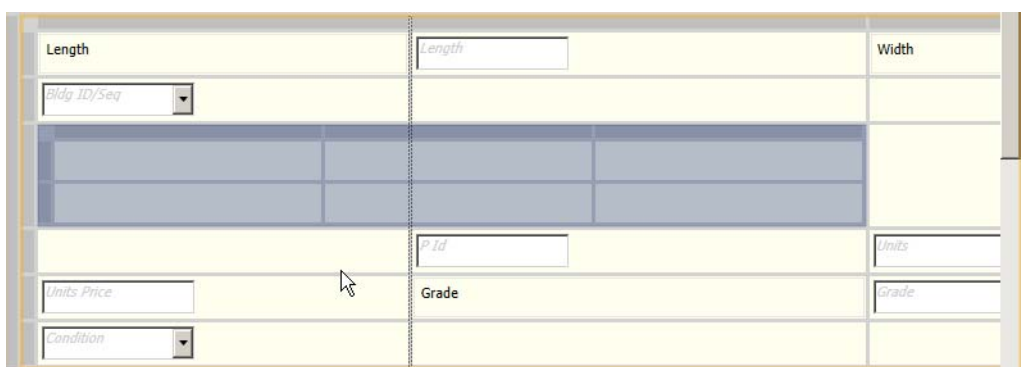 Length Length Width
Bldg ID/Seq
P Id Units
Units Price Grade Grade
Condition